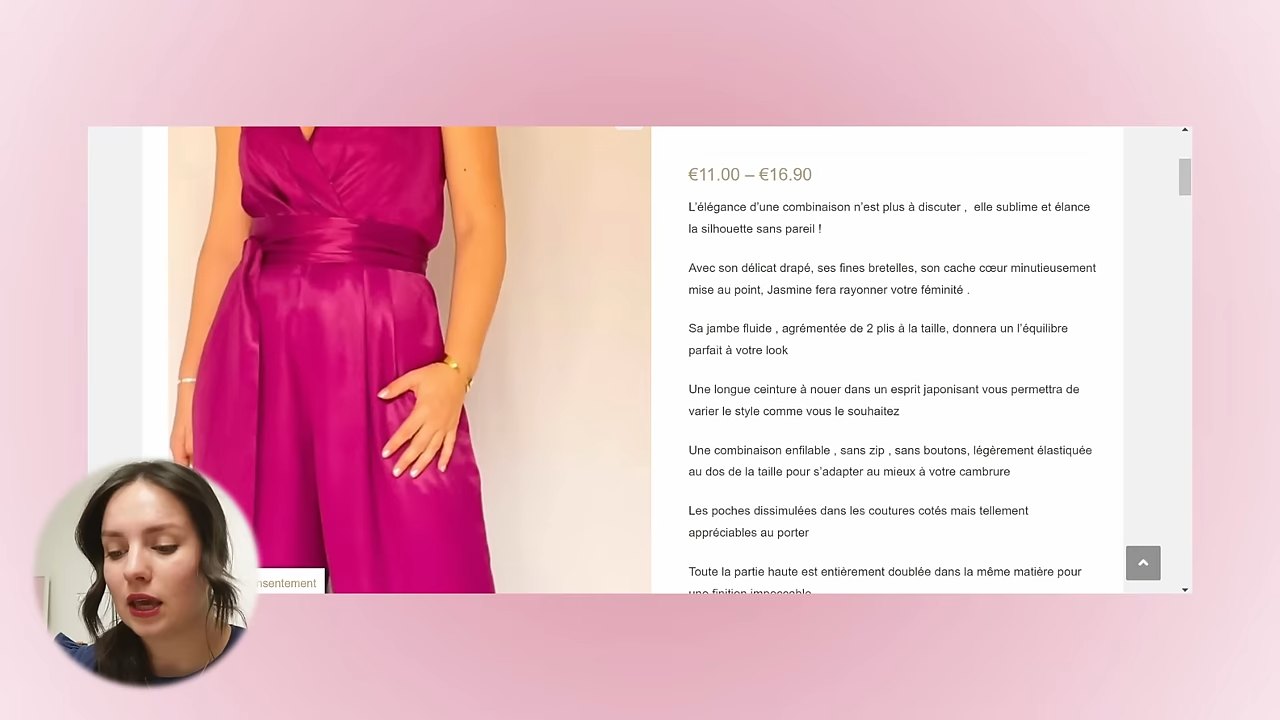 €11.00 – €16.90
L'élégance d'une combinaison n'est plus à discuter ,  elle sublime et élance
la silhouette sans pareil !
Avec son délicat drapé, ses fines bretelles, son cache cœur minutieusement
mise au point, Jasmine fera rayonner votre féminité .
Sa jambe fluide , agrémentée de 2 plis à la taille, donnera un l'équilibre
parfait à votre look
Une longue ceinture à nouer dans un esprit japonisant vous permettra de
varier le style comme vous le souhaitez
Une combinaison enfilable , sans zip , sans boutons, légèrement élastiquée
au dos de la taille pour s'adapter au mieux à votre cambrure
Les poches dissimulées dans les coutures cotés mais tellement
appréciables au porter
Toute la partie haute est entièrement doublée dans la même matière pour
une finition impeccable
nsentement